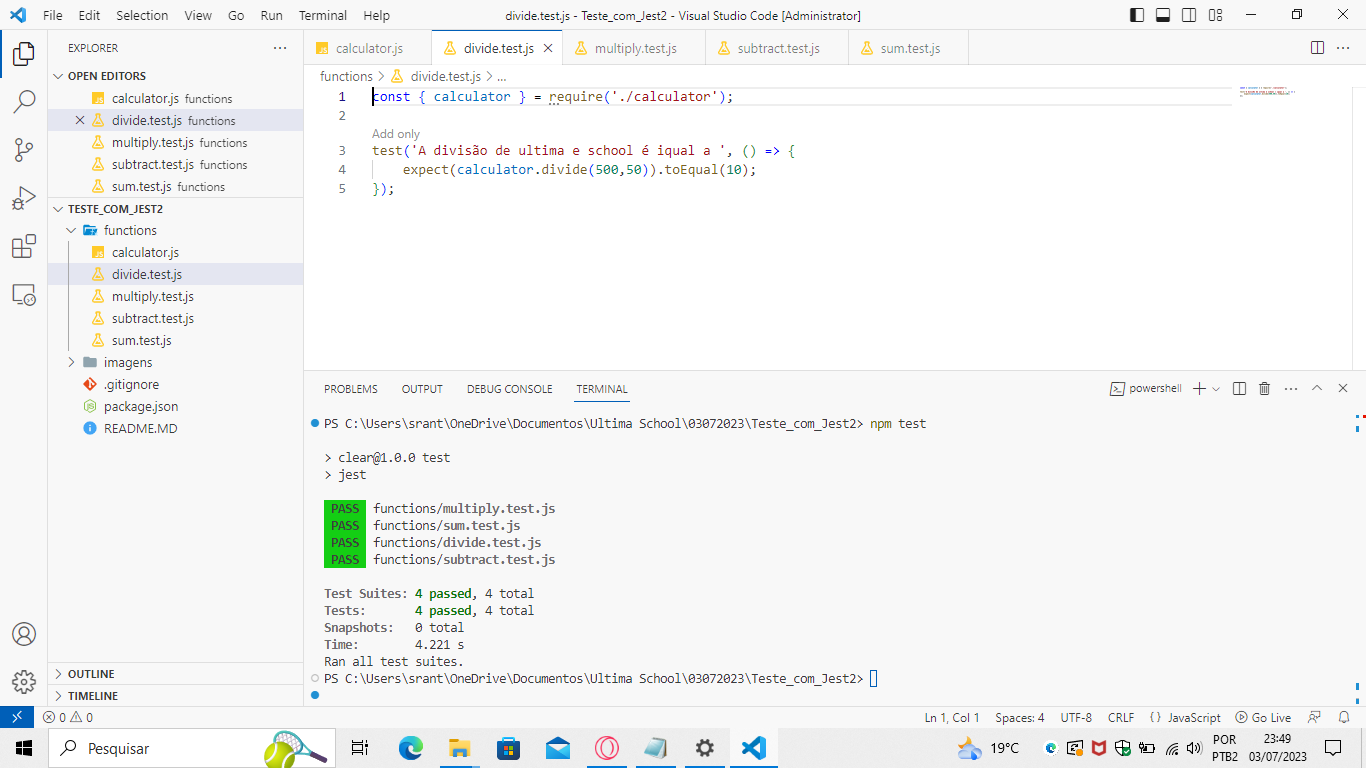 File Edit Selection View Go Run Terminal Help
divide.test.js - Teste_com_Jest2 - Visual Studio Code [Administrator]
EXPLORER
OPEN EDITORS
calculator.js functions
divide.test.js functions
multiply.test.js functions
subtract.test.js functions
sum.test.js functions
TESTE_COM_JEST2
functions
calculator.js
divide.test.js
multiply.test.js
subtract.test.js
sum.test.js
imagens
.gitignore
package.json
README.MD
OUTLINE
TIMELINE
calculator.js divide.test.js multiply.test.js subtract.test.js sum.test.js
functions > divide.test.js > ...
1 const { calculator } = require('./calculator');
2
Add only
3 test('A divisão de ultima e school é iqual a ', () => {
4 expect(calculator.divide(500,50)).toEqual(10);
5 });
PROBLEMS OUTPUT DEBUG CONSOLE TERMINAL
powershell
PS C:\Users\srant\OneDrive\Documentos\Ultima School\03072023\Teste_com_Jest2> npm test
> clear@1.0.0 test
> jest
PASS functions/multiply.test.js
PASS functions/sum.test.js
PASS functions/divide.test.js
PASS functions/subtract.test.js
Test Suites: 4 passed, 4 total
Tests: 4 passed, 4 total
Snapshots: 0 total
Time: 4.221 s
Ran all test suites.
PS C:\Users\srant\OneDrive\Documentos\Ultima School\03072023\Teste_com_Jest2>
0 0
Ln 1, Col 1 Spaces: 4 UTF-8 CRLF { } JavaScript Go Live
Pesquisar
19°C
POR
PTB2
23:49
03/07/2023